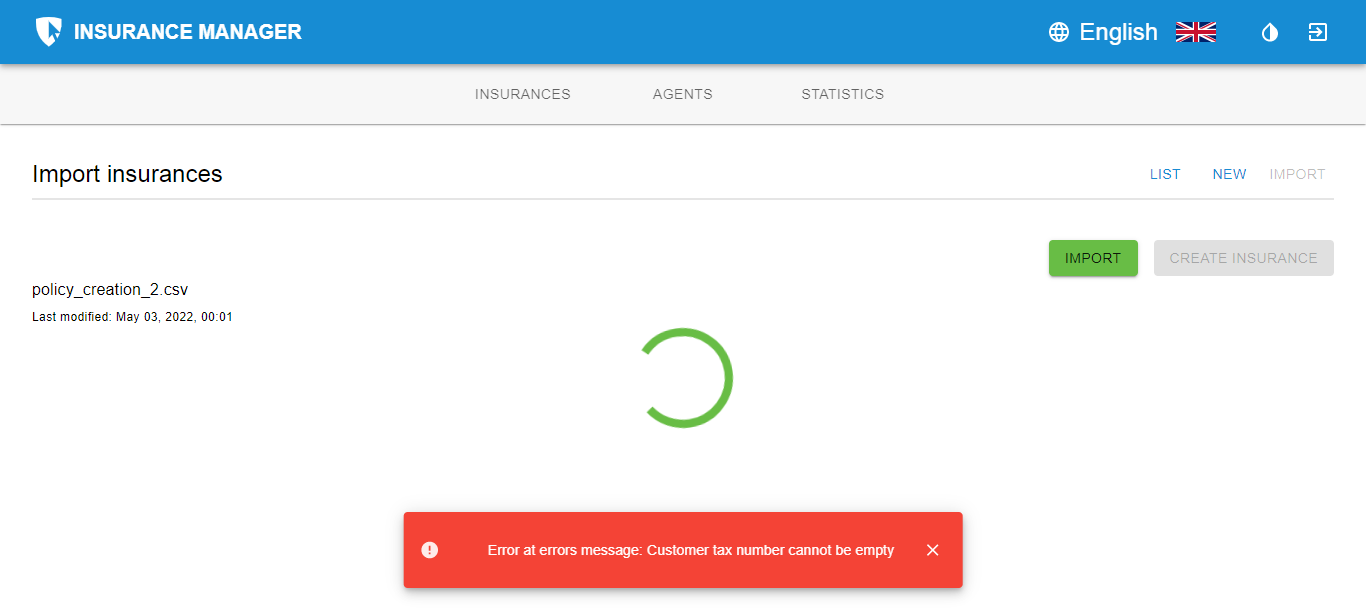 INSURANCE MANAGER
English
INSURANCES
AGENTS
STATISTICS
Import insurances
LIST
NEW
IMPORT
IMPORT
CREATE INSURANCE
policy_creation_2.csv
Last modified: May 03, 2022, 00:01
Error at errors message: Customer tax number cannot be empty